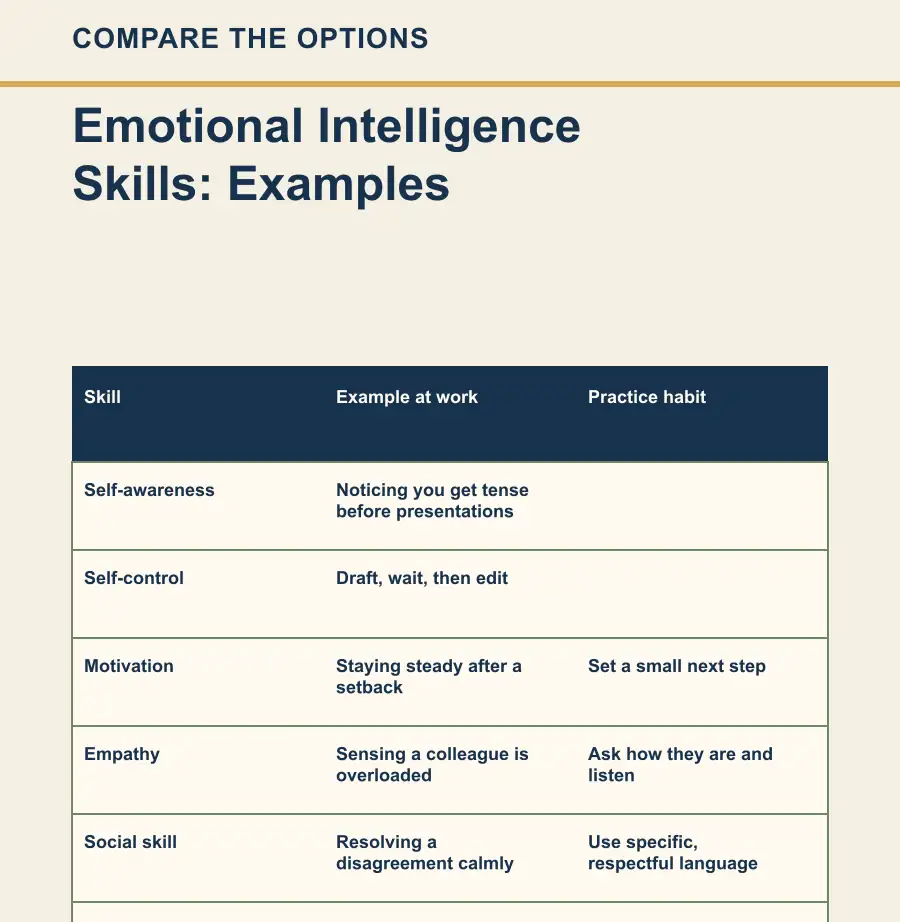 COMPARE THE OPTIONS
Emotional Intelligence
Skills: Examples
Skill
Example at work
Practice habit
Self-awareness
Noticing you get tense
before presentations
Self-control
Draft, wait, then edit
Motivation
Staying steady after a
setback
Set a small next step
Empathy
Sensing a colleague is
overloaded
Ask how they are and
listen
Social skill
Resolving a
disagreement calmly
Use specific,
respectful language